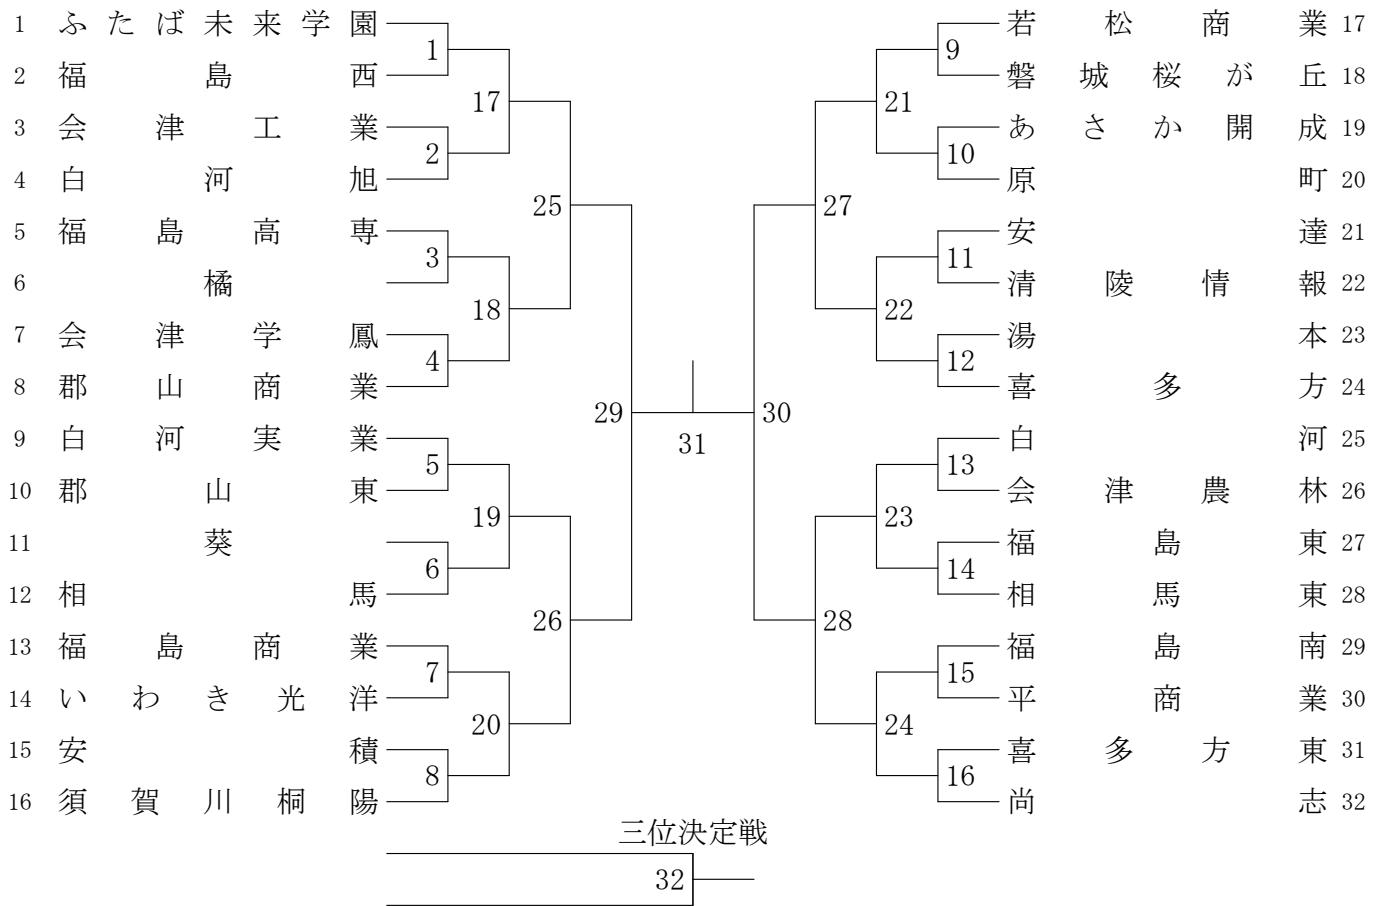 1 ふたば未来学園
2 福島西
3 会津工業
4 白河旭
5 福島高専
6 橘
7 会津学鳳
8 郡山商業
9 白河実業
10 郡山東
11 葵
12 相馬
13 福島商業
14 いわき光洋
15 安積
16 須賀川桐陽
1
2
3
4
5
6
7
8
17
18
19
20
25
26
29
31
30
27
28
21
22
23
24
9
10
11
12
13
14
15
16
若松商業 17
磐城桜が丘 18
あさか開成 19
原町 20
安達 21
清陵情報 22
湯本 23
喜多方 24
白河 25
会津農林 26
福島東 27
相馬東 28
福島南 29
平商業 30
喜多方東 31
尚志 32
三位決定戦
32